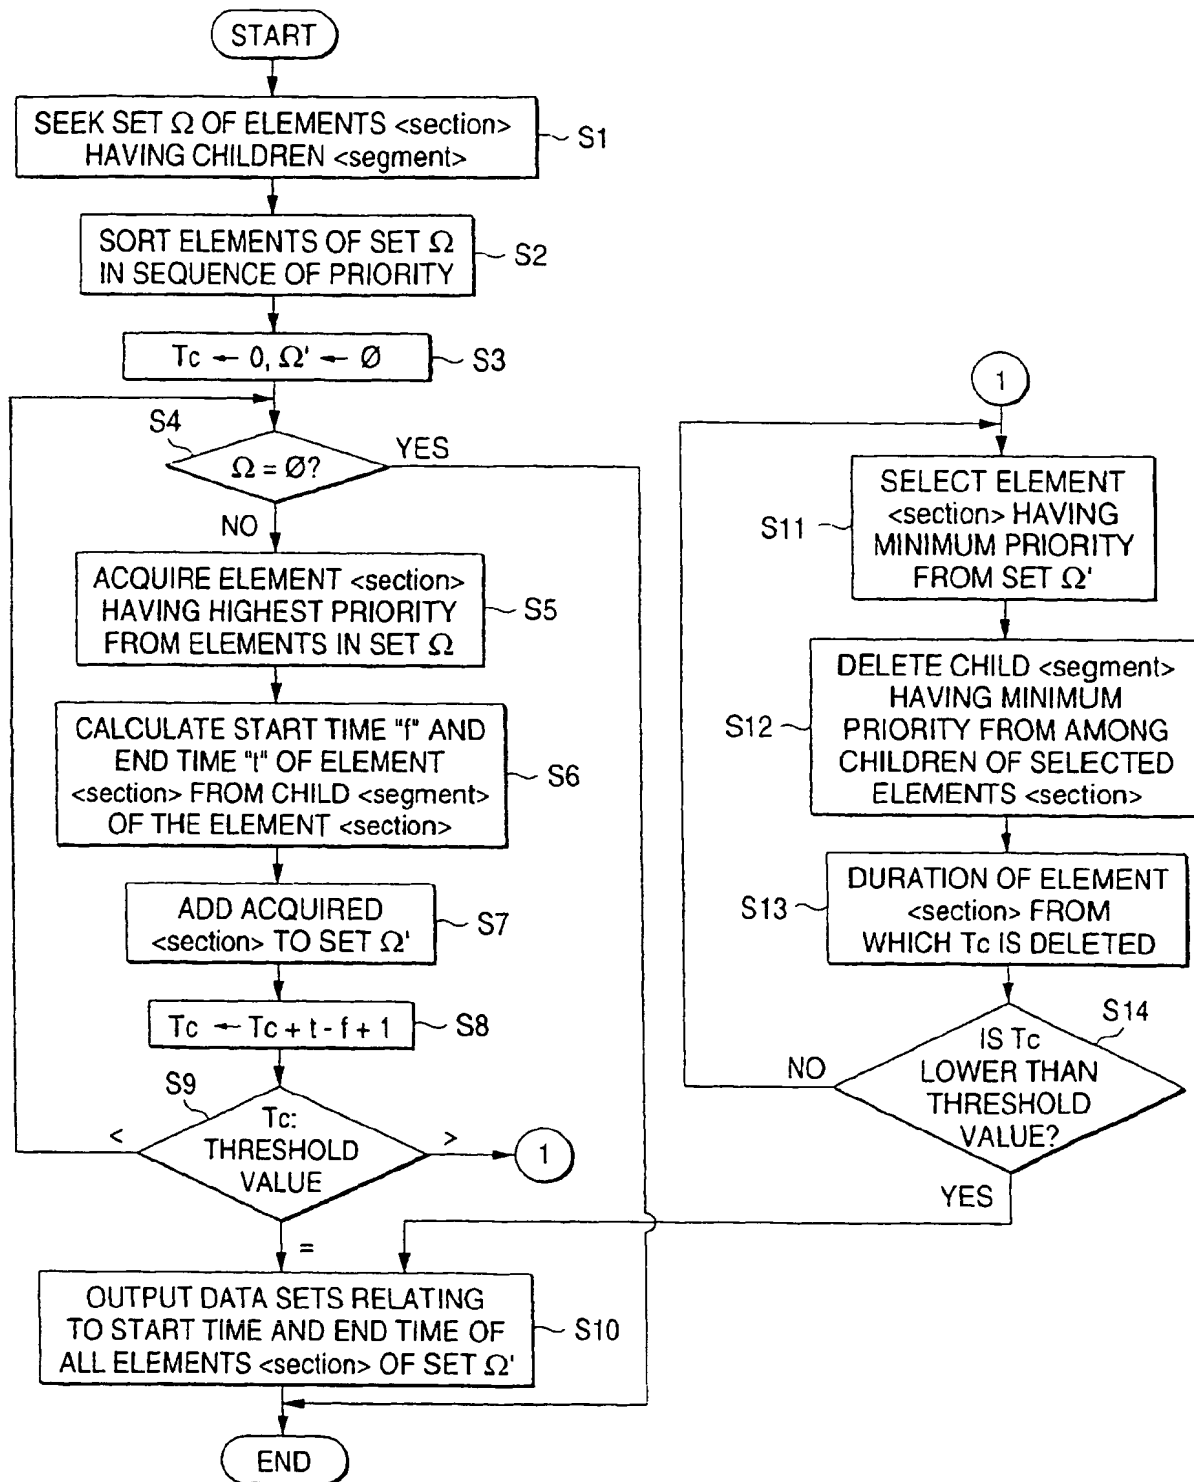 START
SEEK SET Ω OF ELEMENTS <section>
HAVING CHILDREN <segment>
S1
SORT ELEMENTS OF SET Ω
IN SEQUENCE OF PRIORITY
S2
Tc ← 0, Ω' ← Ø
S3
S4
Ω = Ø?
YES
NO
ACQUIRE ELEMENT <section>
HAVING HIGHEST PRIORITY
FROM ELEMENTS IN SET Ω
S5
CALCULATE START TIME "f" AND
END TIME "t" OF ELEMENT
<section> FROM CHILD <segment>
OF THE ELEMENT <section>
S6
ADD ACQUIRED
<section> TO SET Ω'
S7
Tc ← Tc + t - f + 1
S8
S9
Tc:
THRESHOLD
VALUE
<
>
1
=
OUTPUT DATA SETS RELATING
TO START TIME AND END TIME OF
ALL ELEMENTS <section> OF SET Ω'
S10
END
1
SELECT ELEMENT
<section> HAVING
MINIMUM PRIORITY
FROM SET Ω'
S11
DELETE CHILD <segment>
HAVING MINIMUM
PRIORITY FROM AMONG
CHILDREN OF SELECTED
ELEMENTS <section>
S12
DURATION OF ELEMENT
<section> FROM
WHICH Tc IS DELETED
S13
S14
IS Tc
LOWER THAN
THRESHOLD
VALUE?
NO
YES